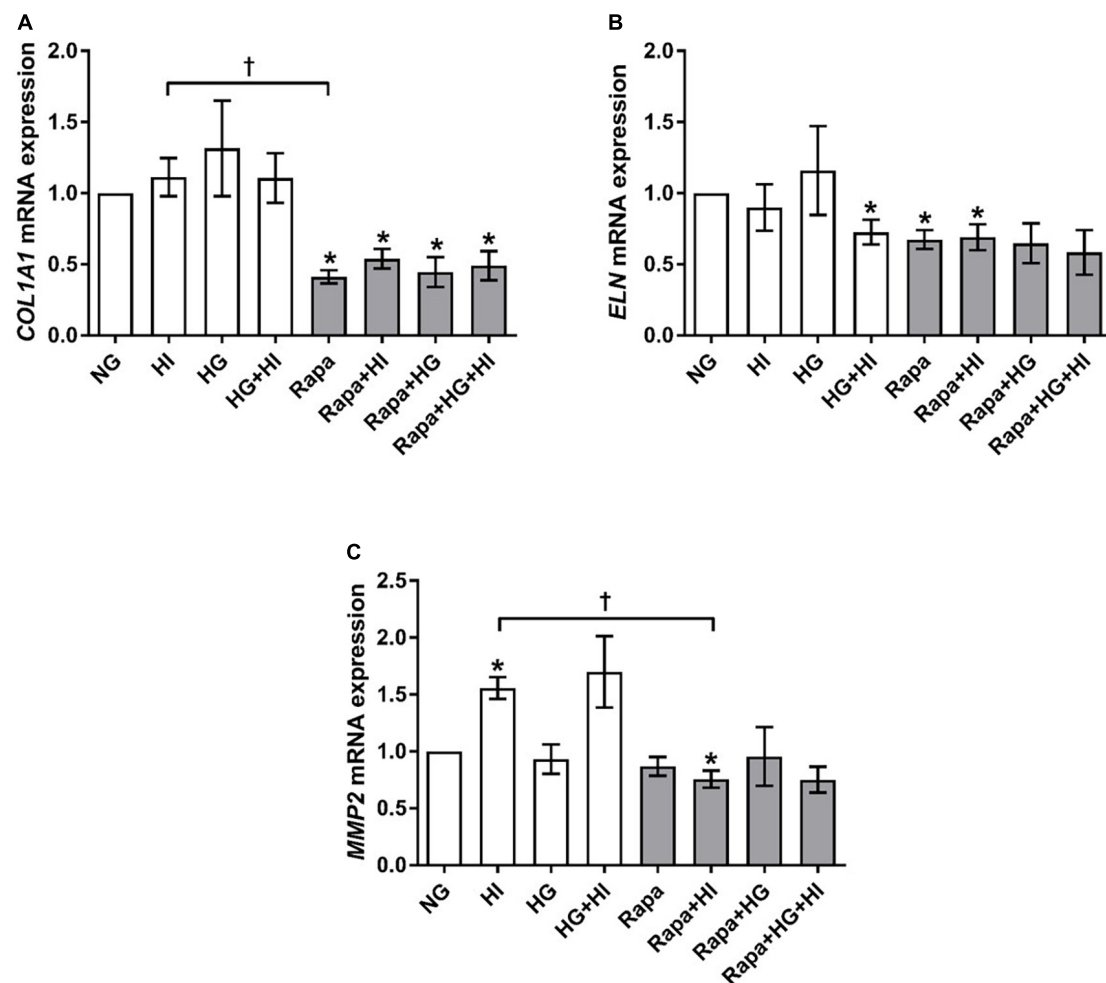 A
COL1A1 mRNA expression
2.0
1.5
1.0
0.5
0.0
†
*
*
*
*
NG
HI
HG
HG+HI
Rapa
Rapa+HI
Rapa+HG
Rapa+HG+HI
B
ELN mRNA expression
2.0
1.5
1.0
0.5
0.0
*
*
*
NG
HI
HG
HG+HI
Rapa
Rapa+HI
Rapa+HG
Rapa+HG+HI
C
MMP2 mRNA expression
2.5
2.0
1.5
1.0
0.5
0.0
†
*
*
NG
HI
HG
HG+HI
Rapa
Rapa+HI
Rapa+HG
Rapa+HG+HI